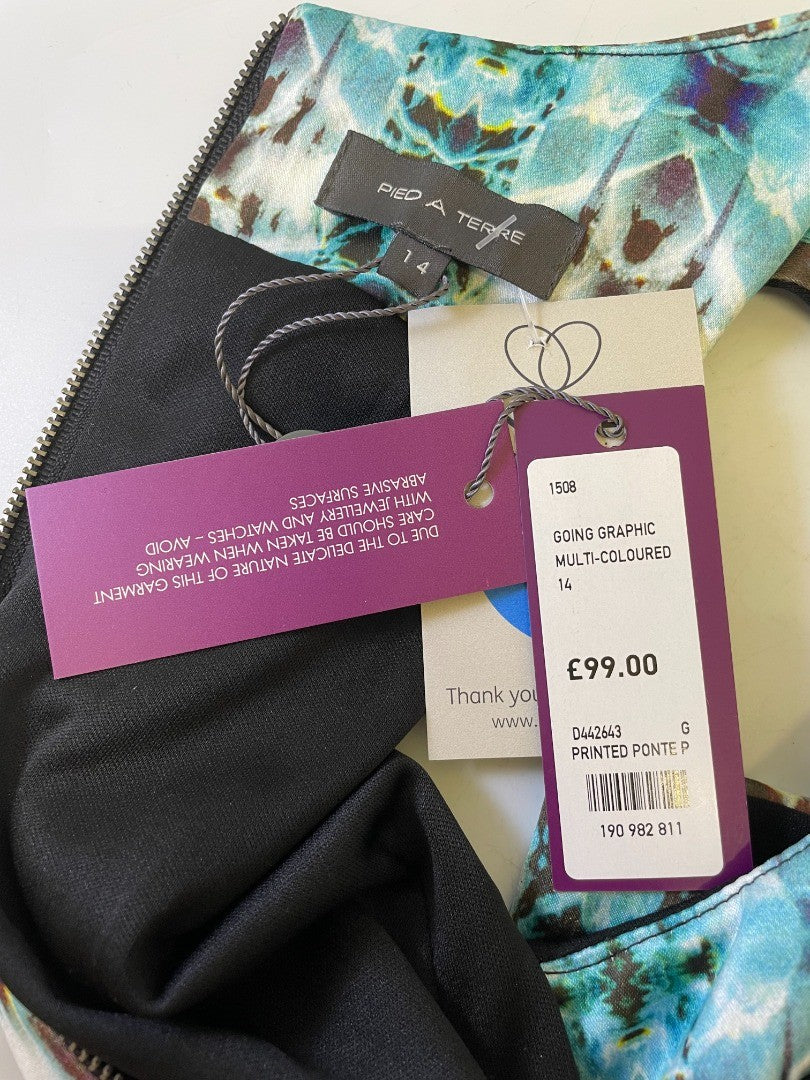 PIED A TERRE
14
DUE TO THE DELICATE NATURE OF THIS GARMENT
CARE SHOULD BE TAKEN WHEN WEARING
WITH JEWELLERY AND WATCHES – AVOID
ABRASIVE SURFACES
1508
GOING GRAPHIC
MULTI-COLOURED
14
£99.00
D442643 G
PRINTED PONTE P
190 982 811
Thank you
www.